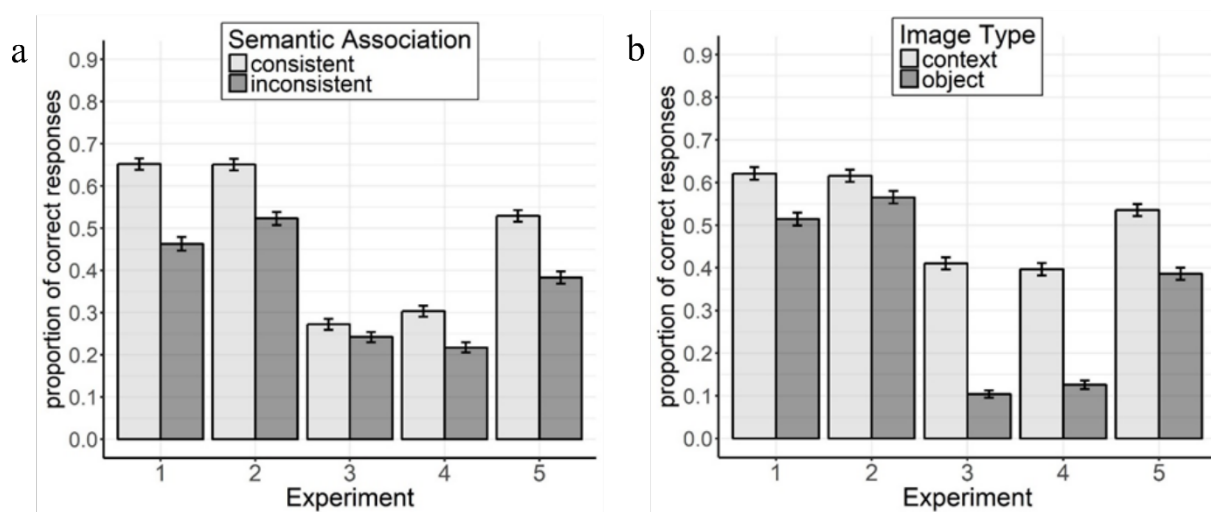 a
Semantic Association
consistent
inconsistent
proportion of correct responses
0.9
0.8
0.7
0.6
0.5
0.4
0.3
0.2
0.1
0.0
1 2 3 4 5
Experiment
b
Image Type
context
object
proportion of correct responses
0.9
0.8
0.7
0.6
0.5
0.4
0.3
0.2
0.1
0.0
1 2 3 4 5
Experiment